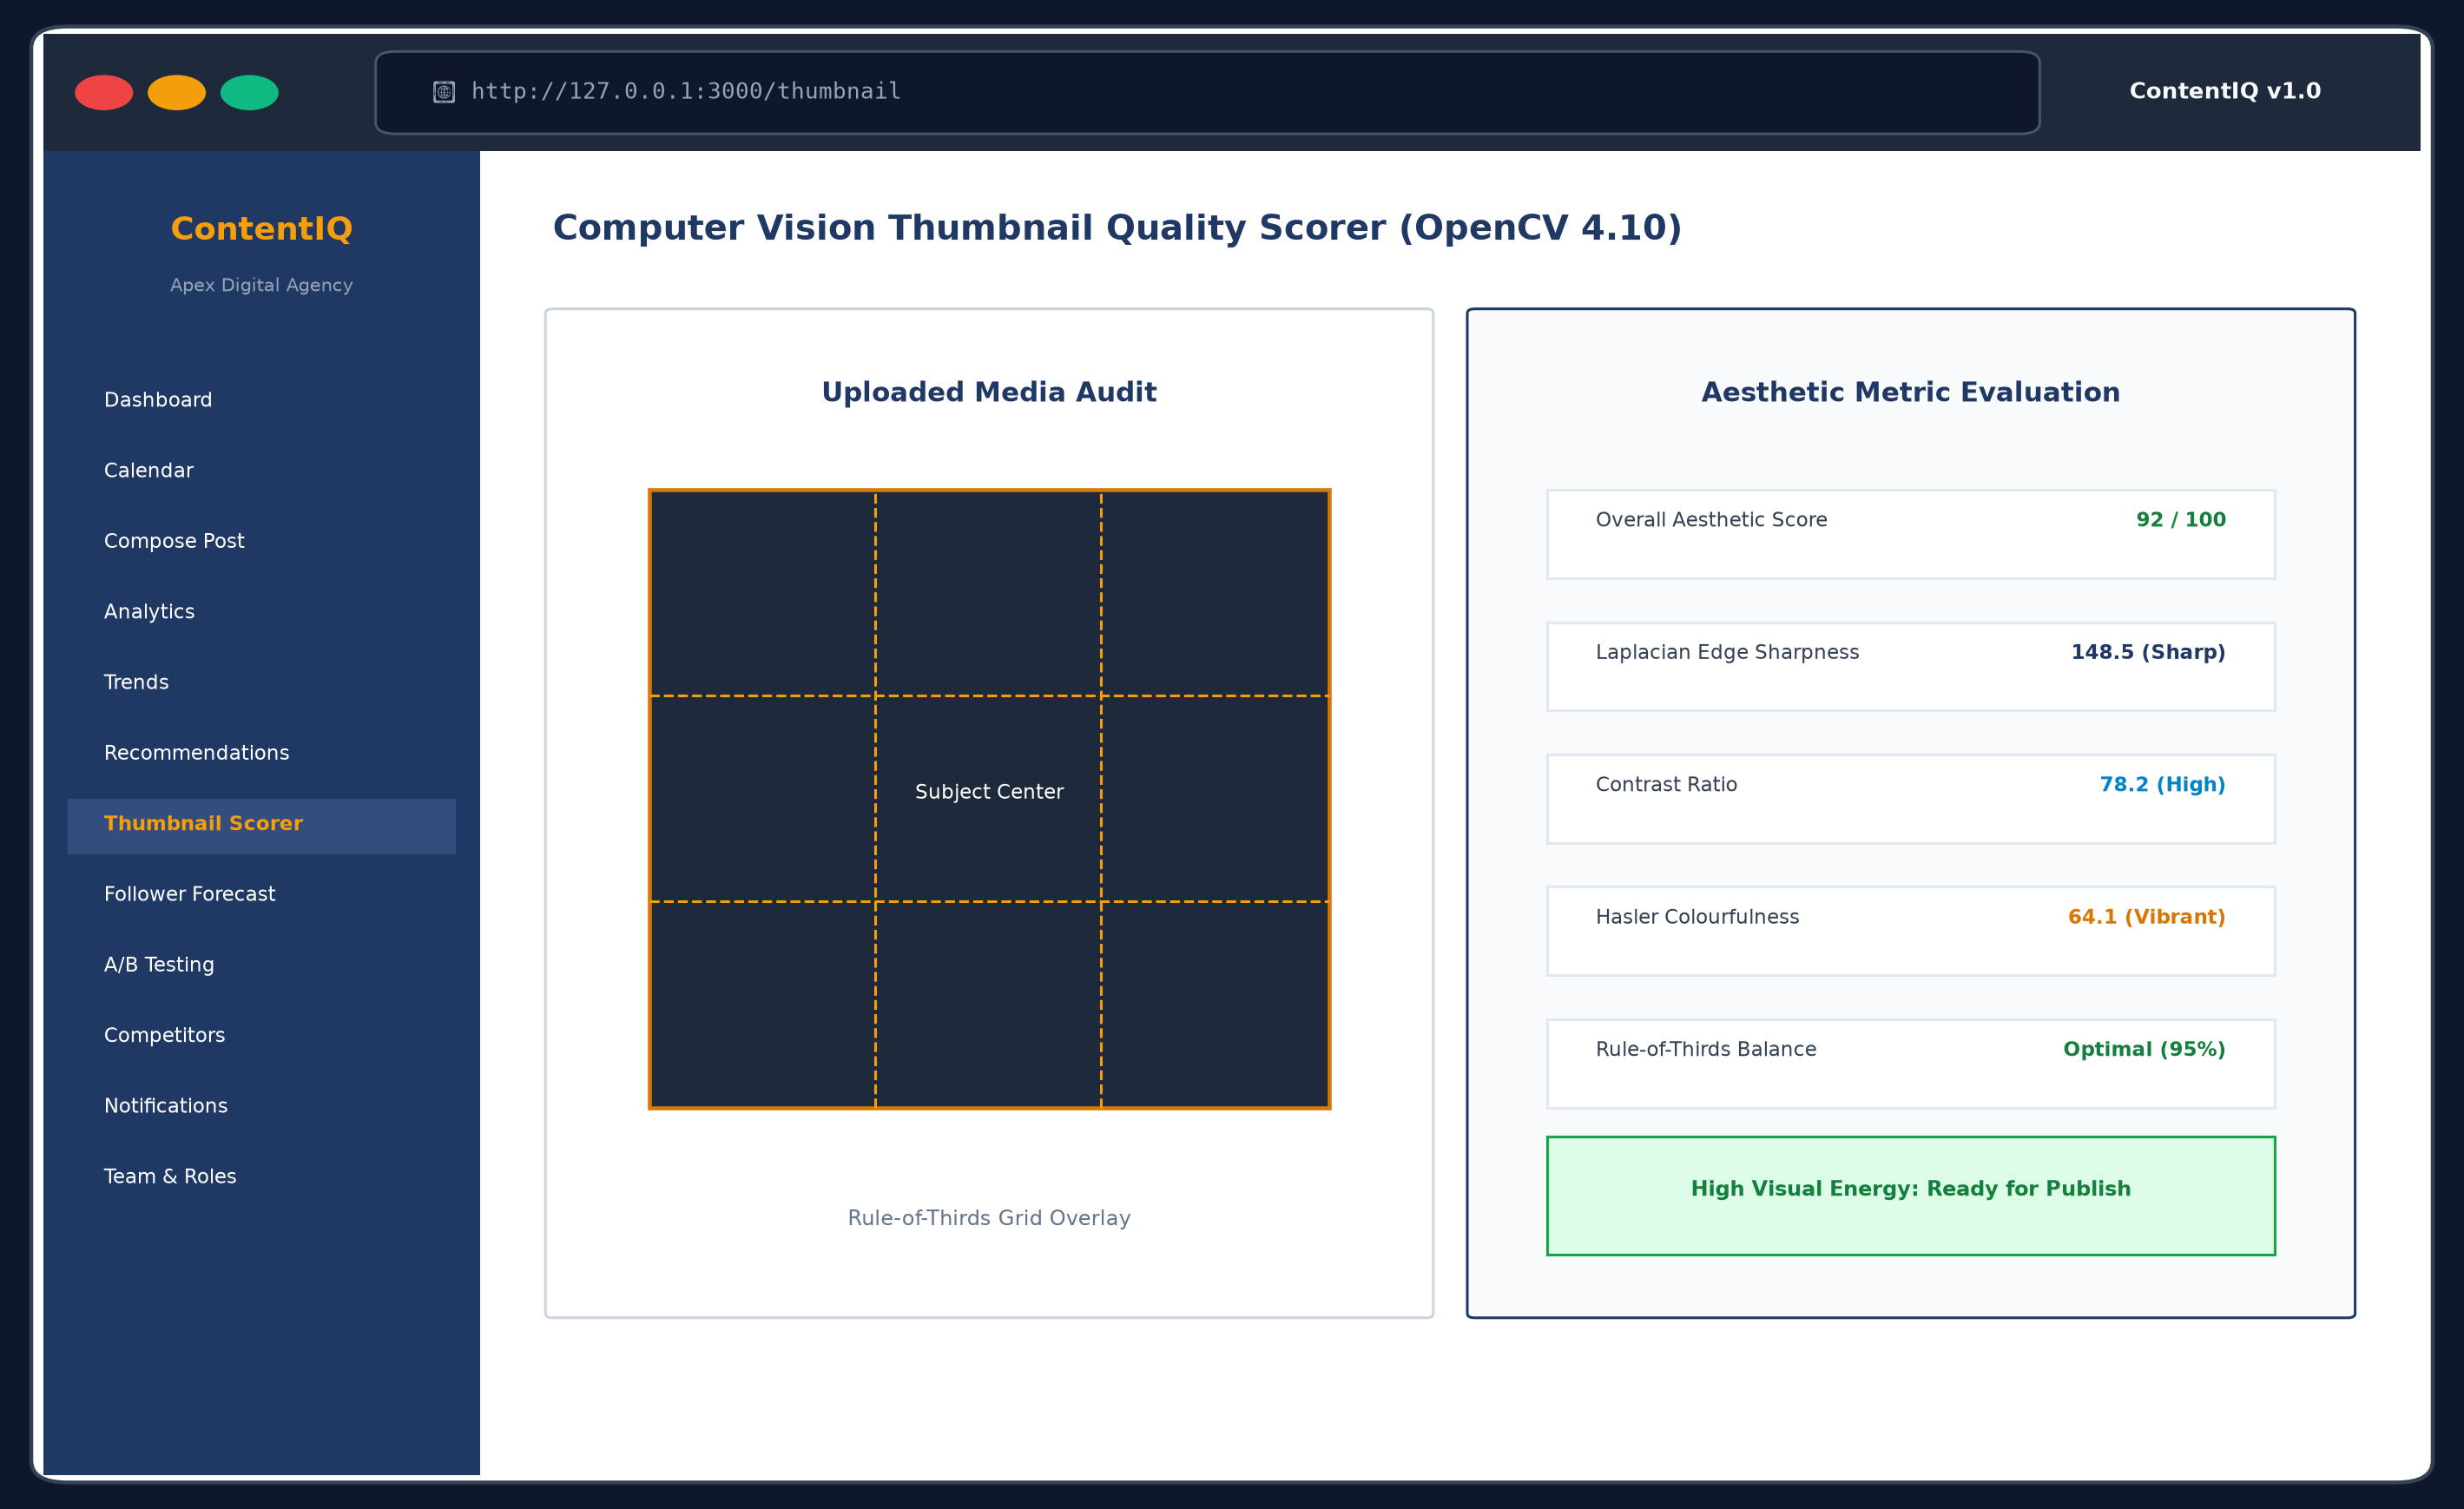 http://127.0.0.1:3000/thumbnail
ContentIQ v1.0
ContentIQ
Apex Digital Agency
Dashboard
Calendar
Compose Post
Analytics
Trends
Recommendations
Thumbnail Scorer
Follower Forecast
A/B Testing
Competitors
Notifications
Team & Roles
Computer Vision Thumbnail Quality Scorer (OpenCV 4.10)
Uploaded Media Audit
Subject Center
Rule-of-Thirds Grid Overlay
Aesthetic Metric Evaluation
Overall Aesthetic Score 92 / 100
Laplacian Edge Sharpness 148.5 (Sharp)
Contrast Ratio 78.2 (High)
Hasler Colourfulness 64.1 (Vibrant)
Rule-of-Thirds Balance Optimal (95%)
High Visual Energy: Ready for Publish